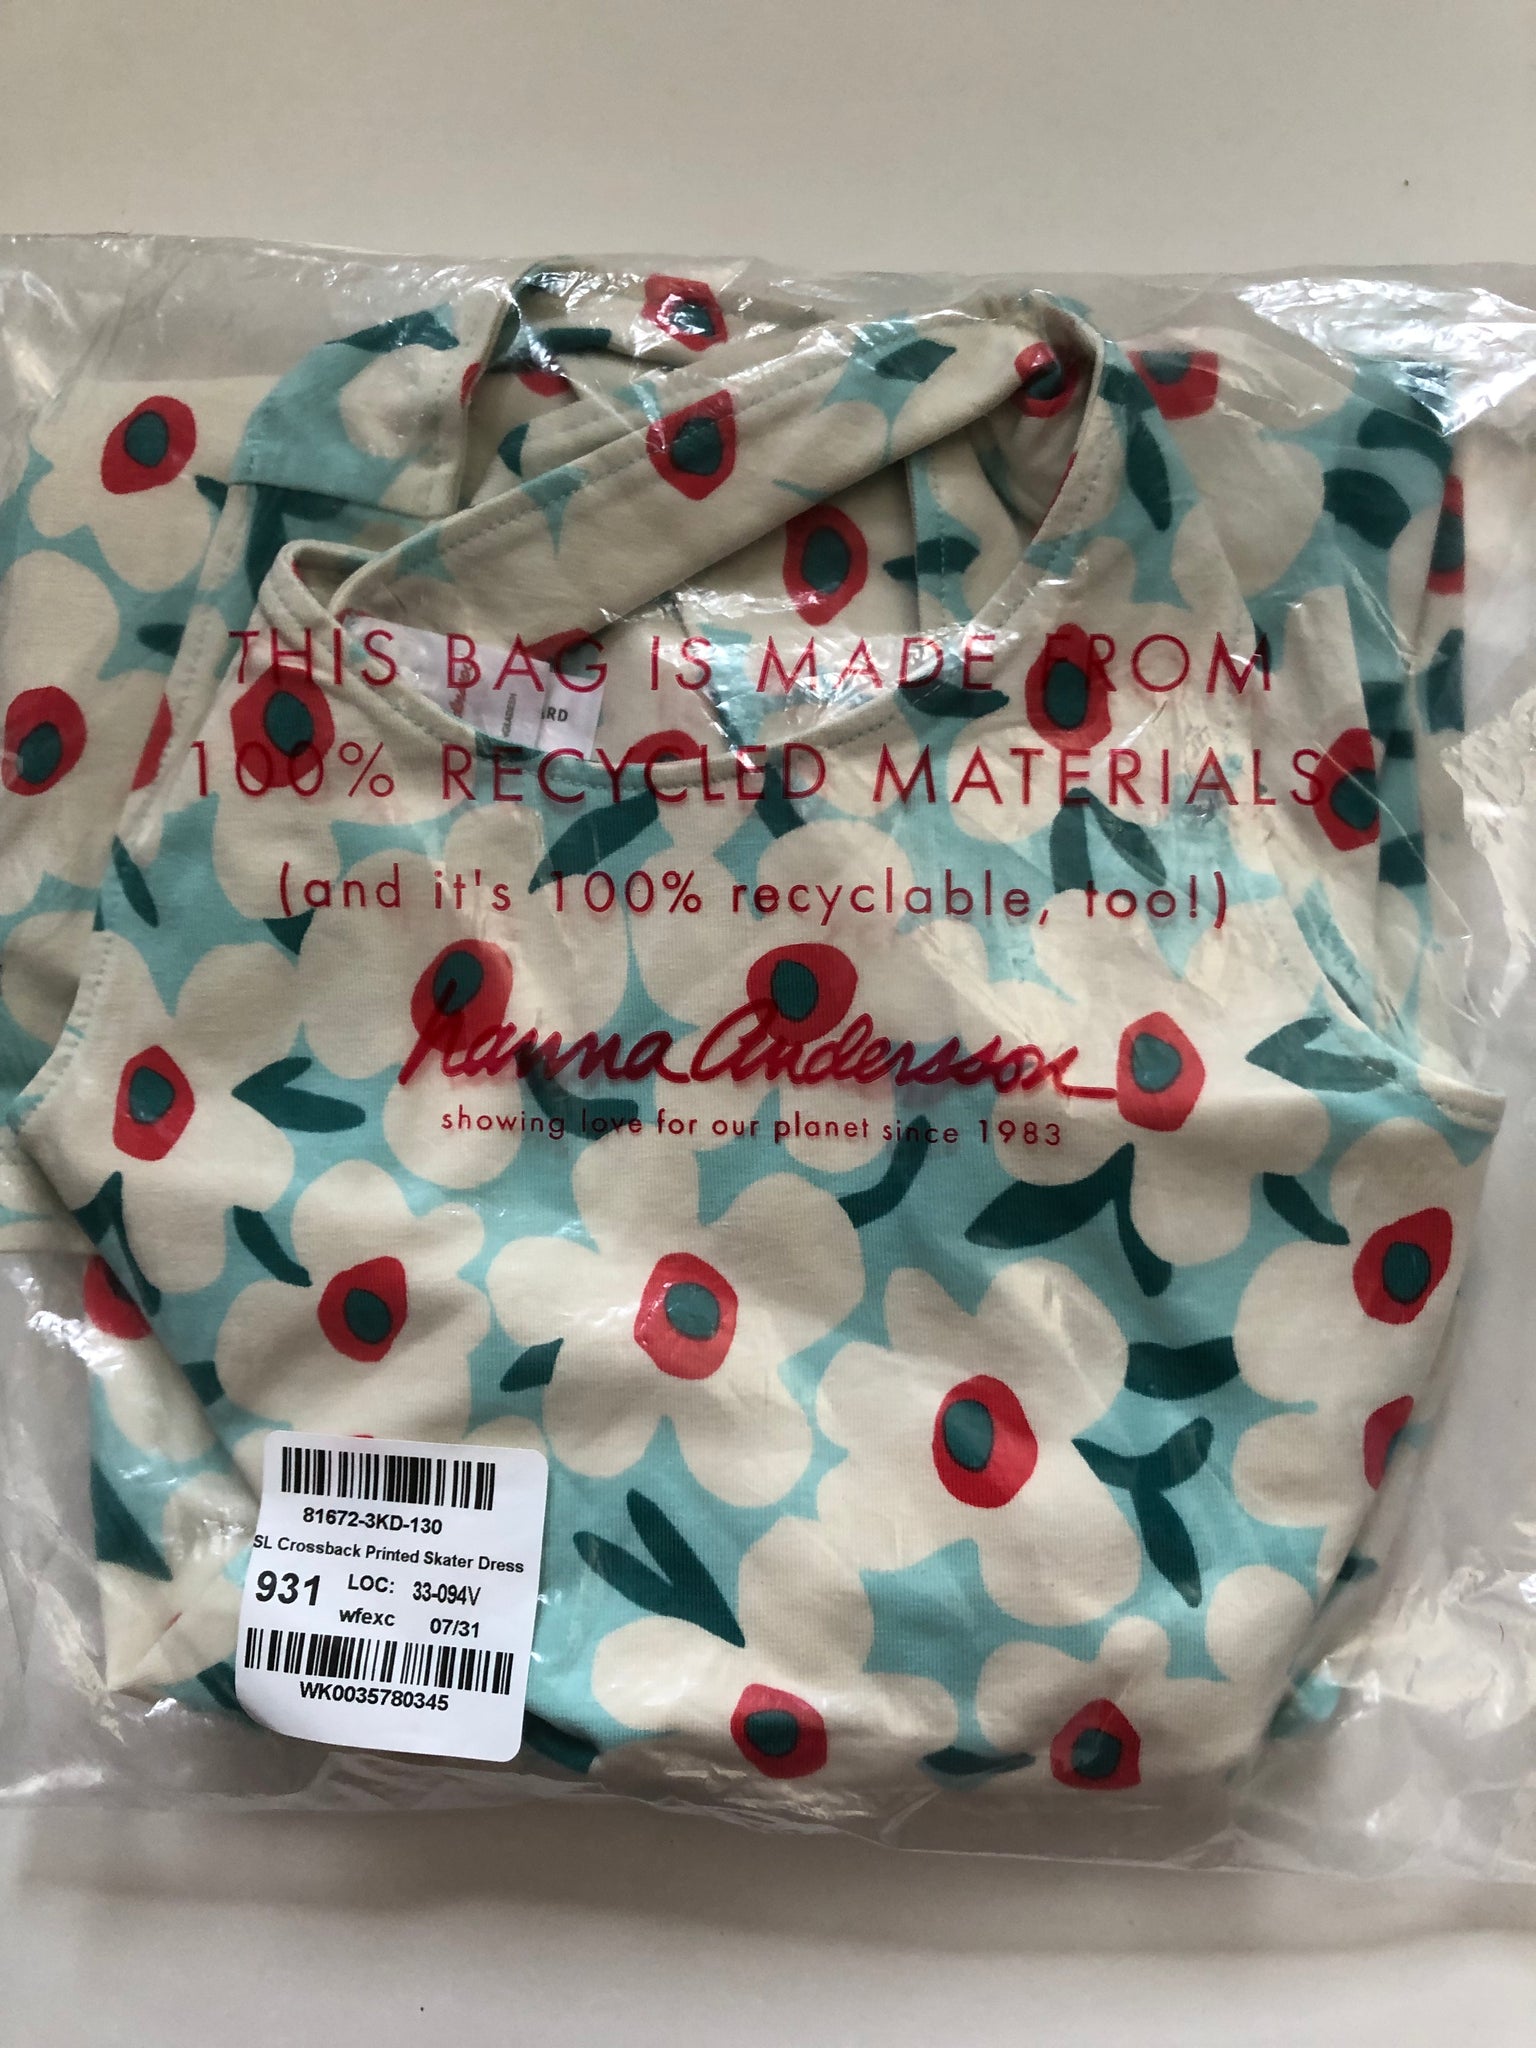 RD
THIS BAG IS MADE FROM
100% RECYCLED MATERIALS
(and it's 100% recyclable, too!)
hanna Andersson
showing love for our planet since 1983
81672-3KD-130
SL Crossback Printed Skater Dress
931 LOC: 33-094V
wfexc 07/31
WK0035780345